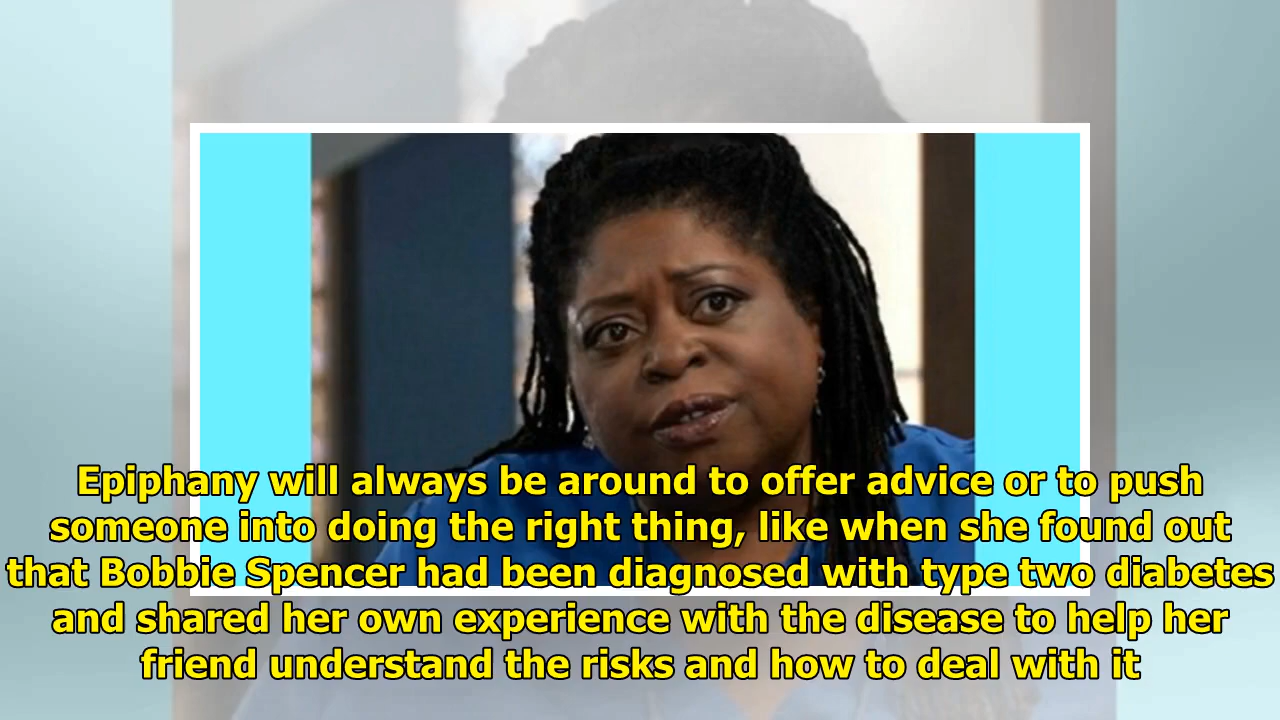 Epiphany will always be around to offer advice or to push
someone into doing the right thing, like when she found out
that Bobbie Spencer had been diagnosed with type two diabetes
and shared her own experience with the disease to help her
friend understand the risks and how to deal with it